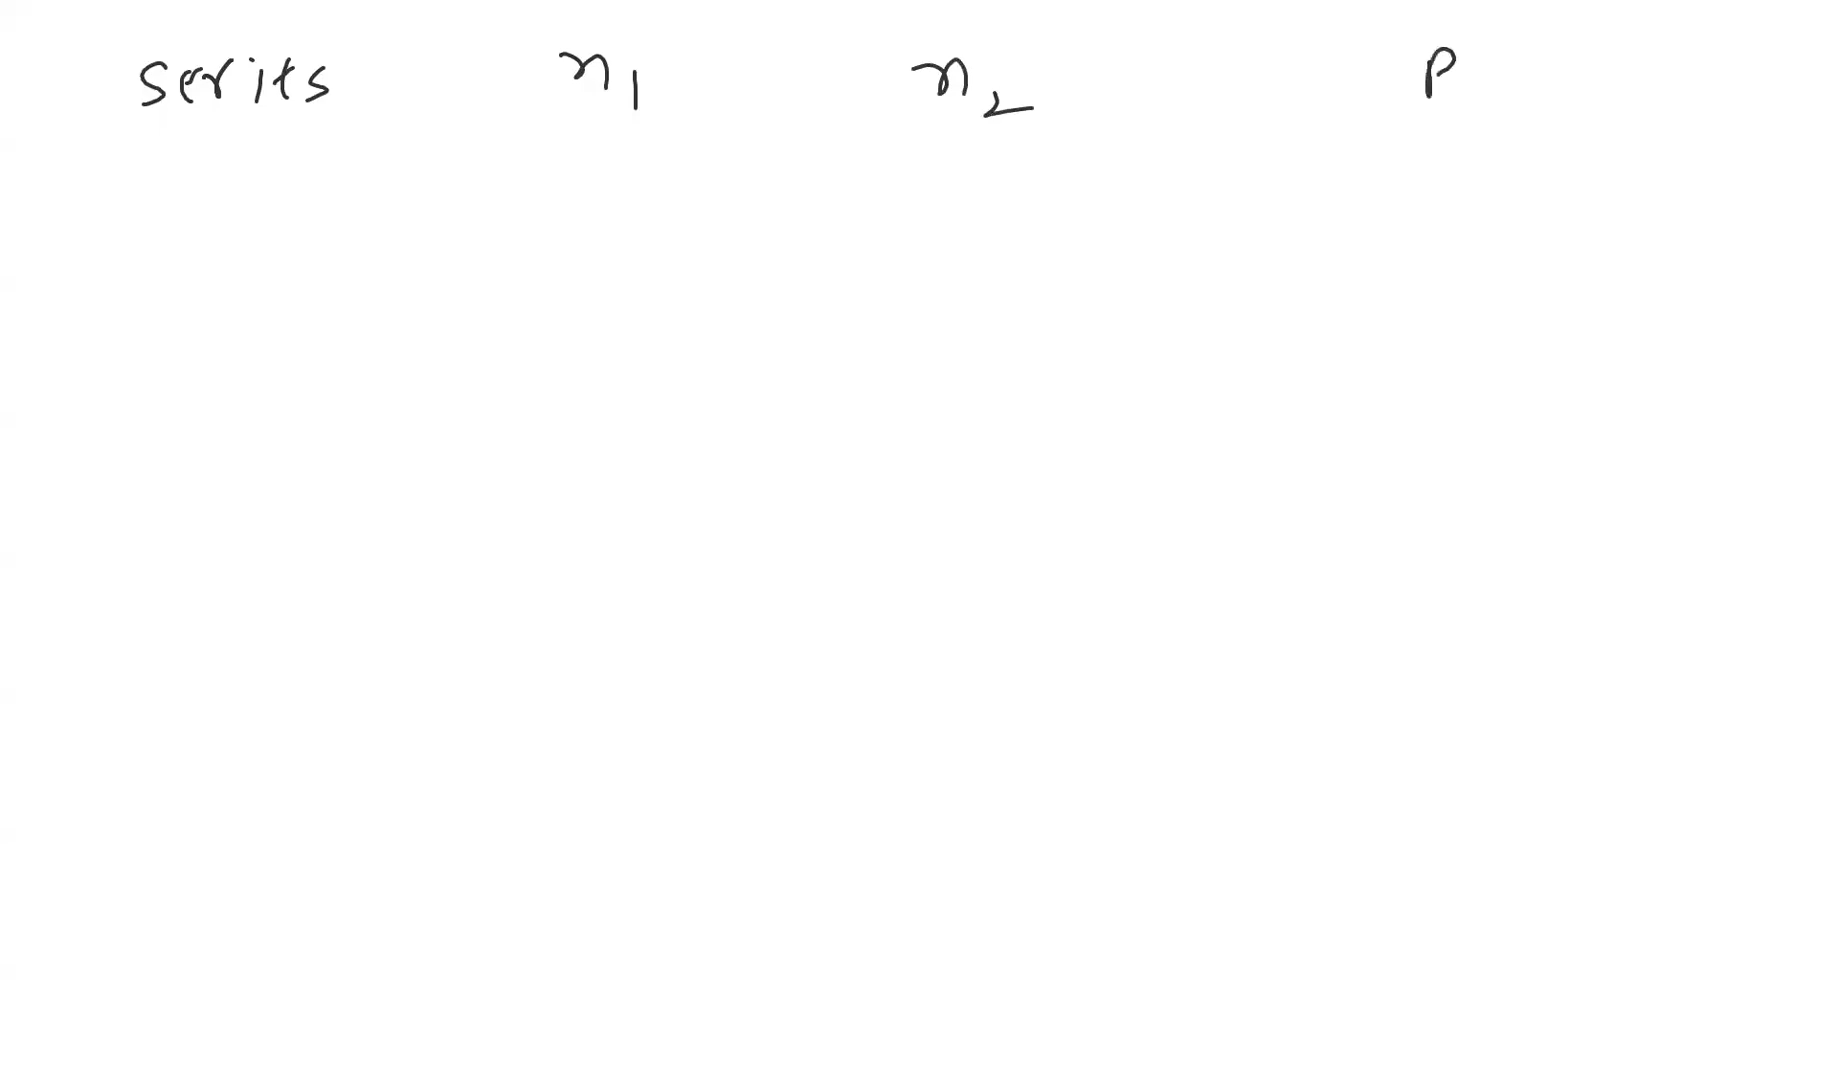 series n₁ n₂ P